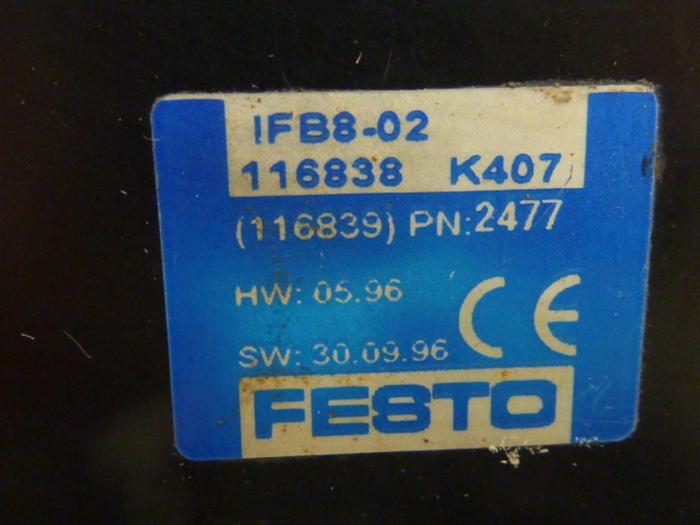 IFB8-02
116838 K407
(116839) PN:2477
HW: 05.96
SW: 30.09.96
CE
FESTO